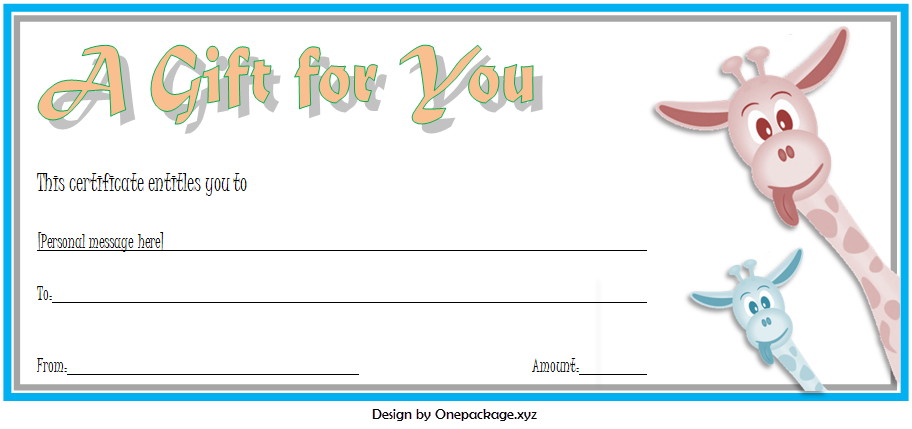 A Gift for You
This certificate entitles you to
[Personal message here]
To:
From: Amount:
Design by Onepackage.xyz